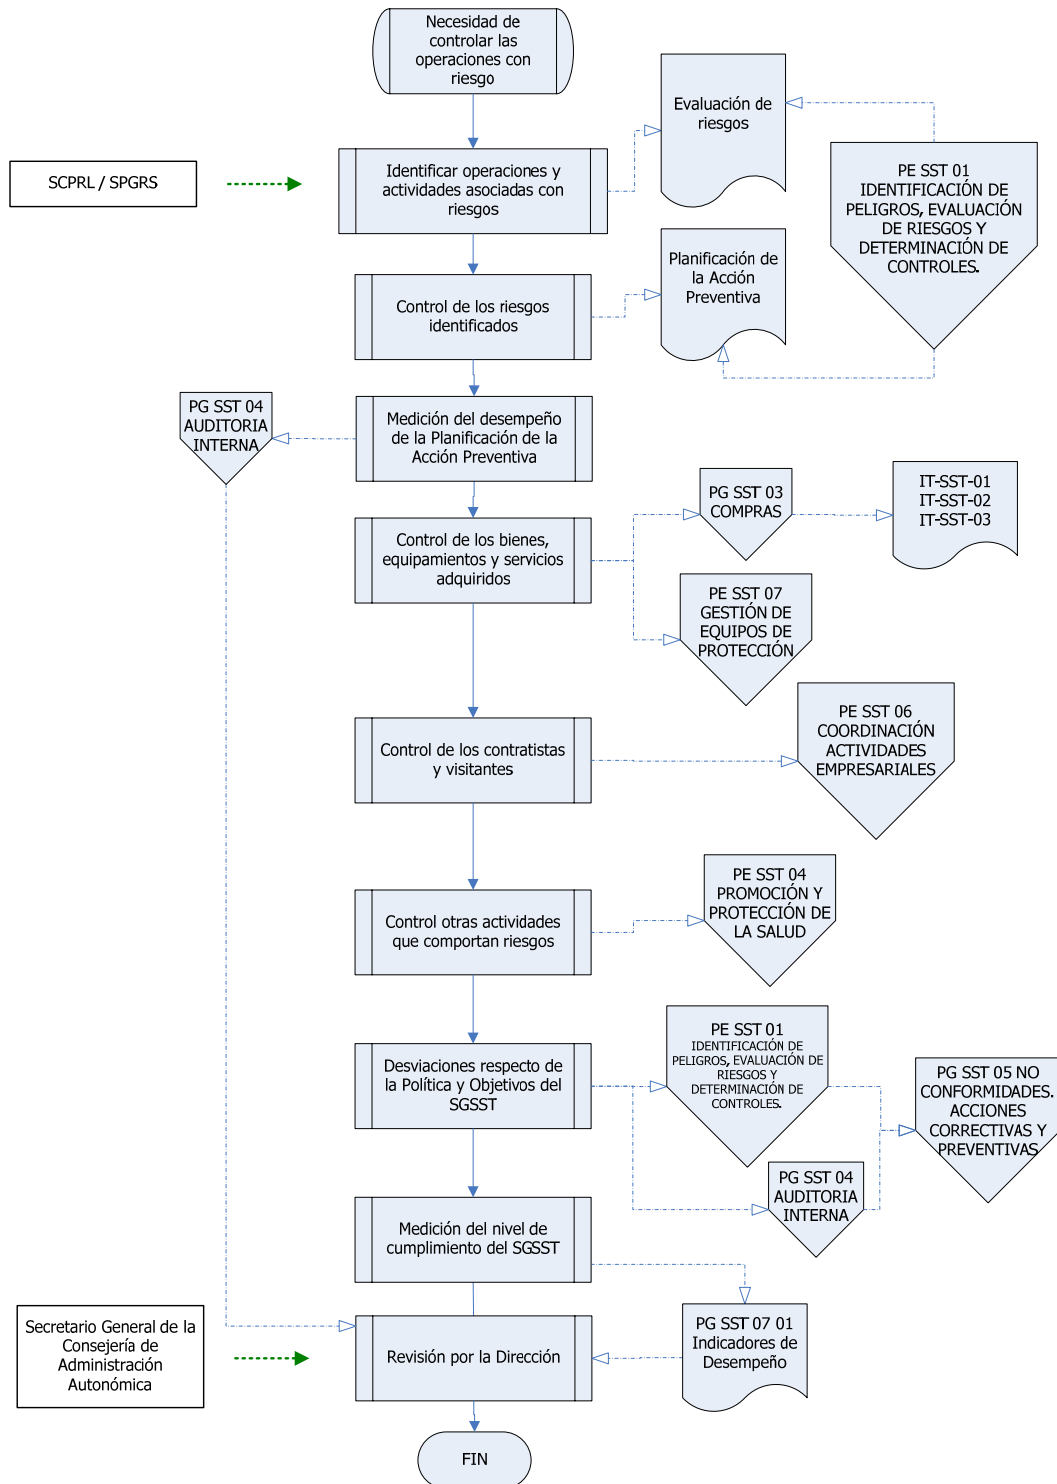 Necesidad de
controlar las
operaciones con
riesgo
Evaluación de
riesgos
SCPRL / SPGRS
Identificar operaciones y
actividades asociadas con
riesgos
PE SST 01
IDENTIFICACIÓN DE
PELIGROS, EVALUACIÓN
DE RIESGOS Y
DETERMINACIÓN DE
CONTROLES.
Planificación de
la Acción
Preventiva
Control de los riesgos
identificados
PG SST 04
AUDITORIA
INTERNA
Medición del desempeño
de la Planificación de la
Acción Preventiva
PG SST 03
COMPRAS
IT-SST-01
IT-SST-02
IT-SST-03
Control de los bienes,
equipamientos y servicios
adquiridos
PE SST 07
GESTIÓN DE
EQUIPOS DE
PROTECCIÓN
Control de los contratistas
y visitantes
PE SST 06
COORDINACIÓN
ACTIVIDADES
EMPRESARIALES
Control otras actividades
que comportan riesgos
PE SST 04
PROMOCIÓN Y
PROTECCIÓN DE
LA SALUD
Desviaciones respecto de
la Política y Objetivos del
SGSST
PE SST 01
IDENTIFICACIÓN DE
PELIGROS, EVALUACIÓN DE
RIESGOS Y
DETERMINACIÓN DE
CONTROLES.
PG SST 05 NO
CONFORMIDADES.
ACCIONES
CORRECTIVAS Y
PREVENTIVAS
PG SST 04
AUDITORIA
INTERNA
Medición del nivel de
cumplimiento del SGSST
Secretario General de la
Consejería de
Administración
Autonómica
Revisión por la Dirección
PG SST 07 01
Indicadores de
Desempeño
FIN